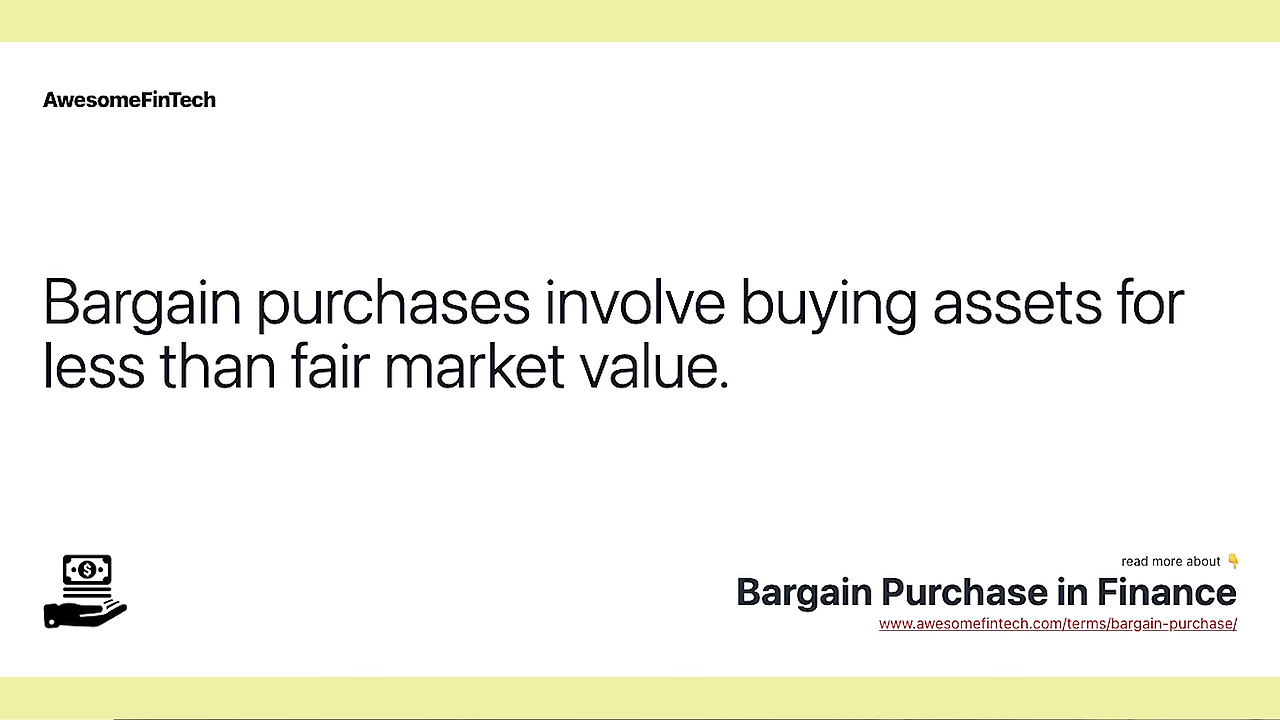 AwesomeFinTech
Bargain purchases involve buying assets for
less than fair market value.
read more about 👇
Bargain Purchase in Finance
www.awesomefintech.com/terms/bargain-purchase/